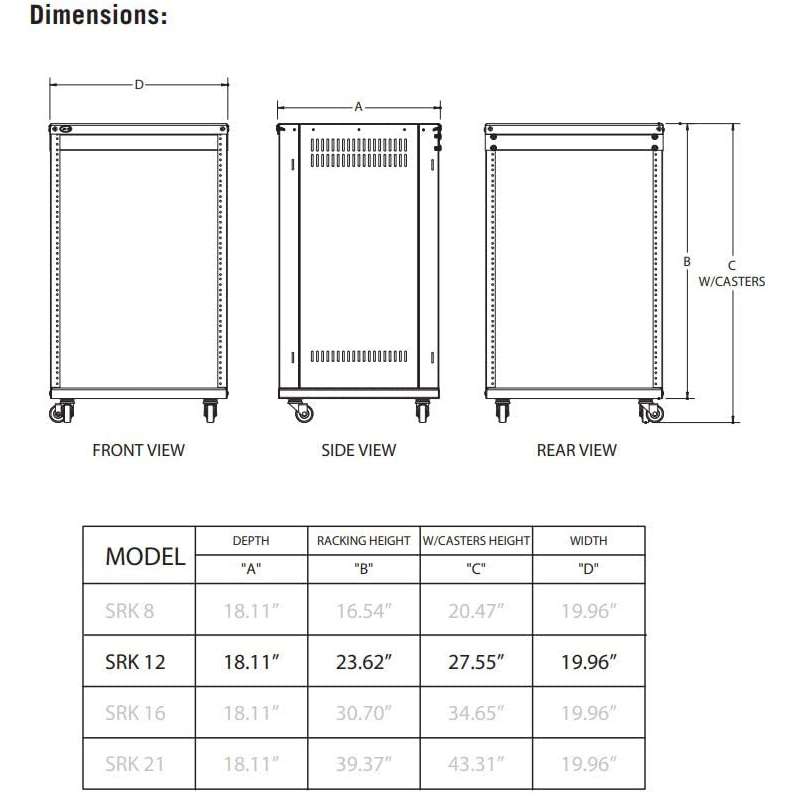 Dimensions:
D
A
B
C
W/CASTERS
FRONT VIEW
SIDE VIEW
REAR VIEW
MODEL DEPTH RACKING HEIGHT W/CASTERS HEIGHT WIDTH
"A" "B" "C" "D"
SRK 8 18.11” 16.54” 20.47” 19.96”
SRK 12 18.11” 23.62” 27.55” 19.96”
SRK 16 18.11” 30.70” 34.65” 19.96”
SRK 21 18.11” 39.37” 43.31” 19.96”